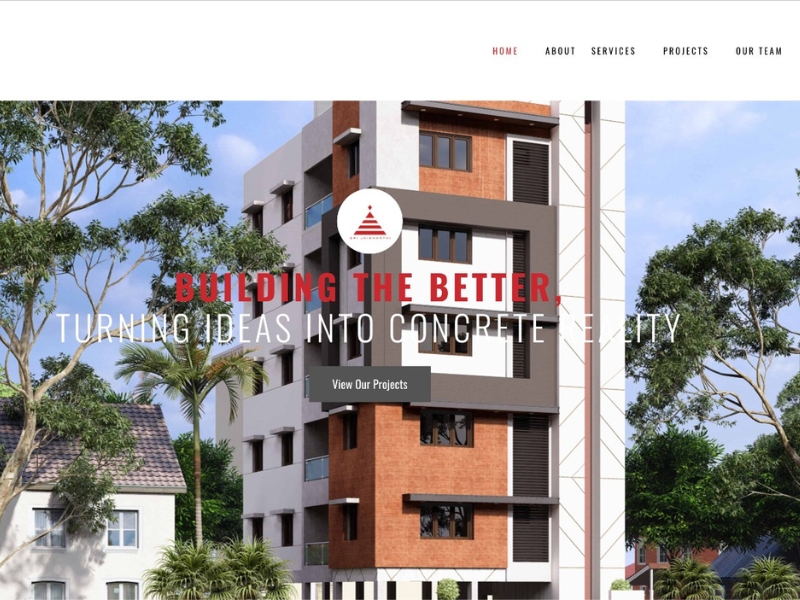 HOME ABOUT SERVICES PROJECTS OUR TEAM
BUILDING THE BETTER,
TURNING IDEAS INTO CONCRETE REALITY
View Our Projects